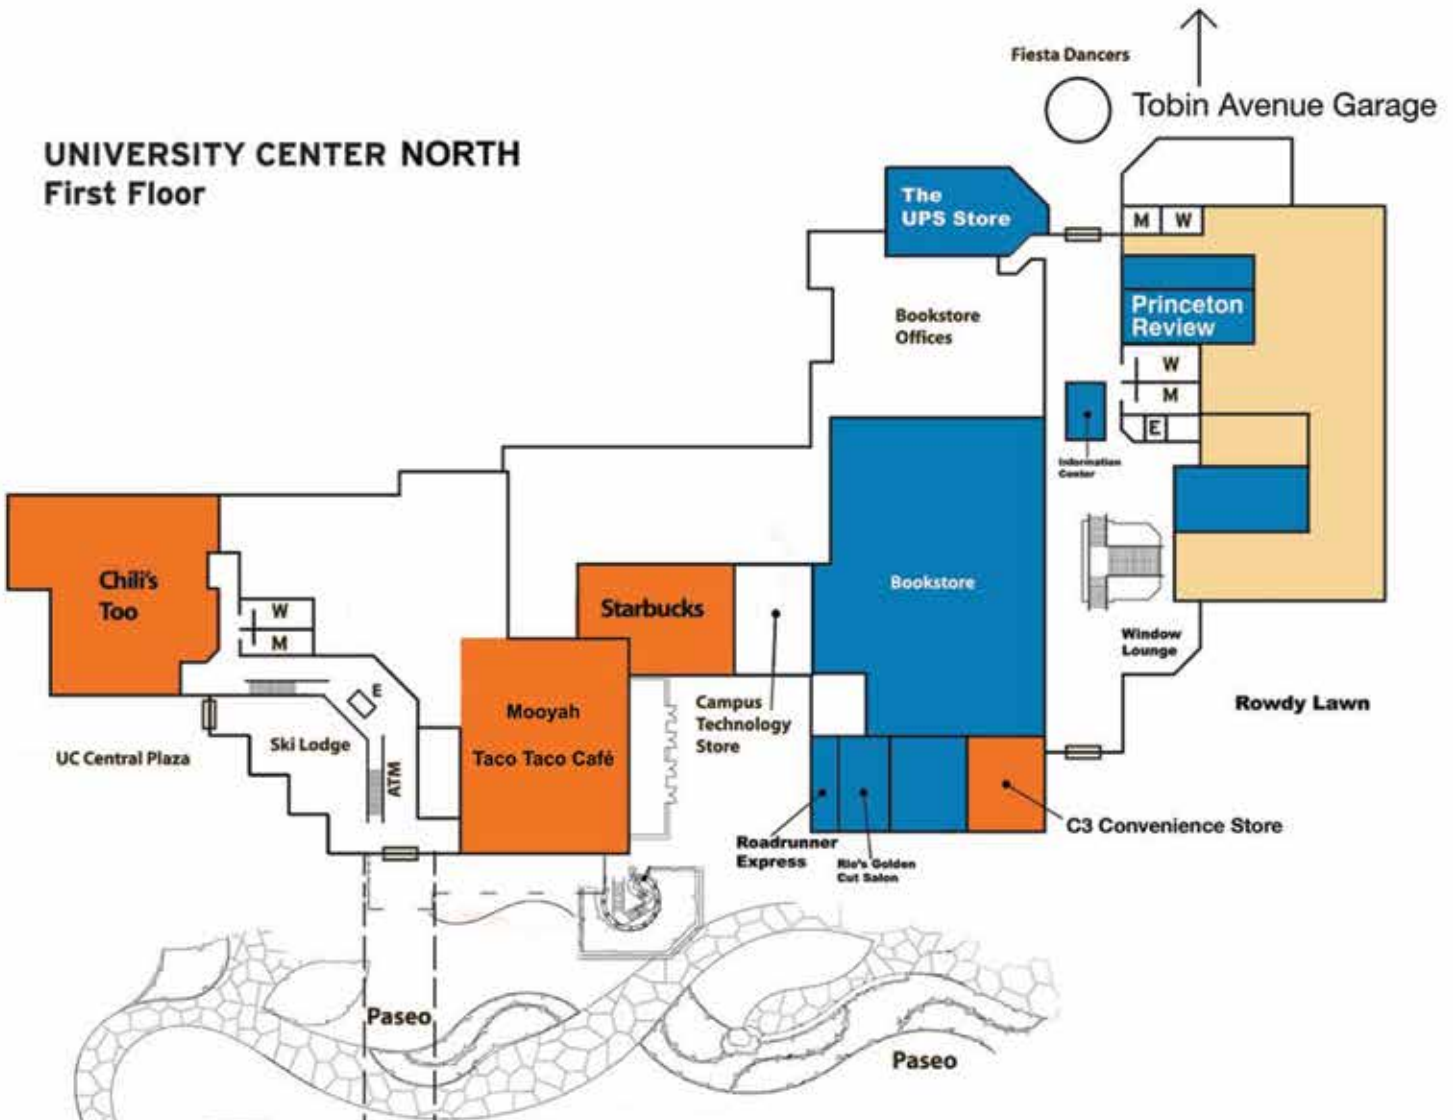 Fiesta Dancers
Tobin Avenue Garage
UNIVERSITY CENTER NORTH
First Floor
The
UPS Store
M W
Bookstore
Offices
Princeton
Review
W
M
E
Information
Center
Chili's
Too
W
M
E
Starbucks
Bookstore
Window
Lounge
Rowdy Lawn
Mooyah
Taco Taco Café
Campus
Technology
Store
UC Central Plaza
Ski Lodge
ATM
Roadrunner
Express
Rio's Golden
Cut Salon
C3 Convenience Store
Paseo
Paseo